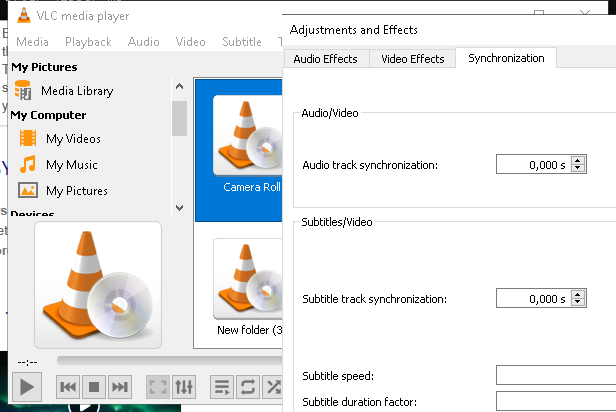 VLC media player
Media Playback Audio Video Subtitle
My Pictures
Media Library
My Computer
My Videos
My Music
My Pictures
Devices
Camera Roll
New folder (3
--:--
Adjustments and Effects
Audio Effects Video Effects Synchronization
Audio/Video
Audio track synchronization: 0,000 s
Subtitles/Video
Subtitle track synchronization: 0,000 s
Subtitle speed:
Subtitle duration factor: